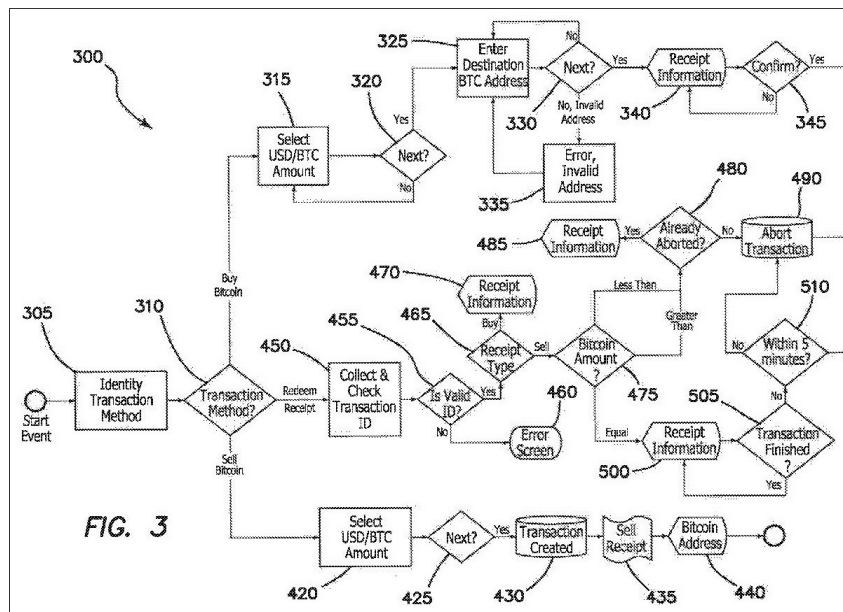 300
315
Select
USD/BTC
Amount
320
Yes
Next?
No
325
Enter
Destination
BTC Address
No
Next?
Yes
330
No, Invalid
Address
Error,
Invalid
Address
335
Receipt
Information
340
Confirm?
Yes
No
345
Buy
Bitcoin
305
Identity
Transaction
Method
Start
Event
310
Transaction
Method?
Redeem
Receipt
Sell
Bitcoin
450
Collect &
Check
Transaction
ID
455
Is Valid
ID?
Yes
No
460
Error
Screen
465
Receipt
Type
Buy
Sell
470
Receipt
Information
475
Bitcoin
Amount
?
Less Than
Greater
Than
Equal
480
Already
Aborted?
Yes
No
485
Receipt
Information
490
Abort
Transaction
500
Receipt
Information
505
Transaction
Finished
?
No
Yes
510
Within 5
minutes?
No
FIG. 3
Select
USD/BTC
Amount
420
Next?
Yes
425
Transaction
Created
430
Sell
Receipt
435
Bitcoin
Address
440